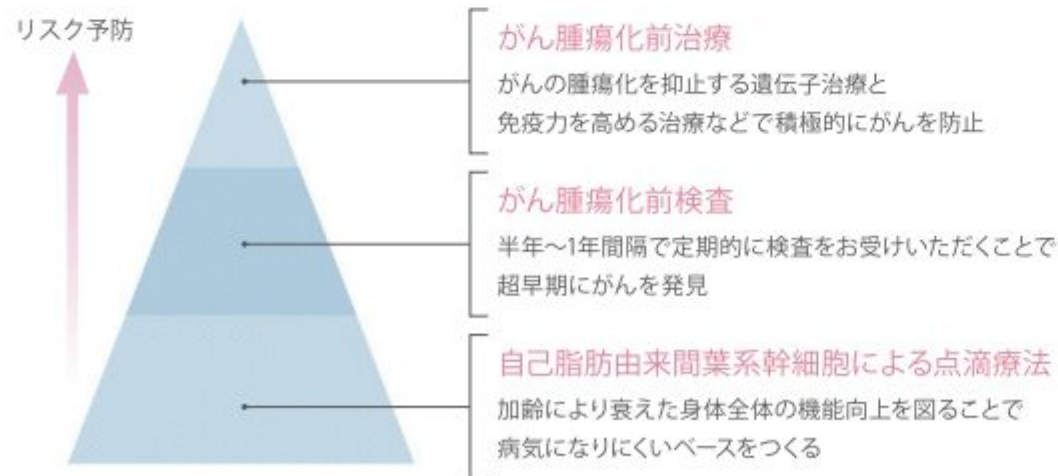 リスク予防
がん腫瘍化前治療
がんの腫瘍化を抑止する遺伝子治療と
免疫力を高める治療などで積極的にがんを防止
がん腫瘍化前検査
半年〜1年間隔で定期的に検査をお受けいただくことで
超早期にがんを発見
自己脂肪由来間葉系幹細胞による点滴療法
加齢により衰えた身体全体の機能向上を図ることで
病気になりにくいベースをつくる